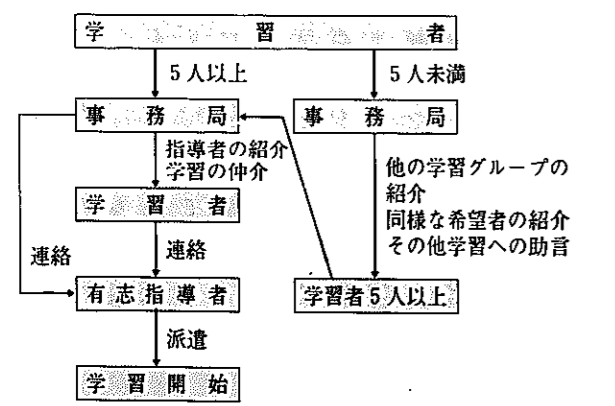 学習者
5人以上
5人未満
事務局
事務局
指導者の紹介
学習の仲介
他の学習グループの
紹介
同様な希望者の紹介
その他学習への助言
学習者
連絡
連絡
有志指導者
学習者5人以上
派遣
学習開始